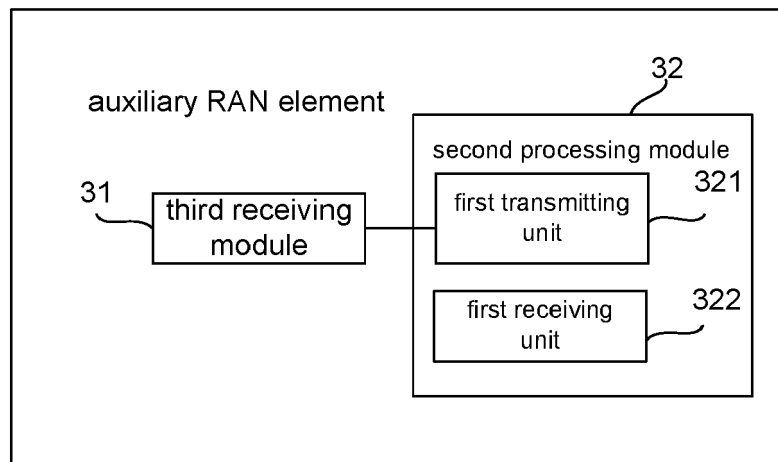 32
auxiliary RAN element
second processing module
31
third receiving
module
first transmitting
unit
321
first receiving
unit
322